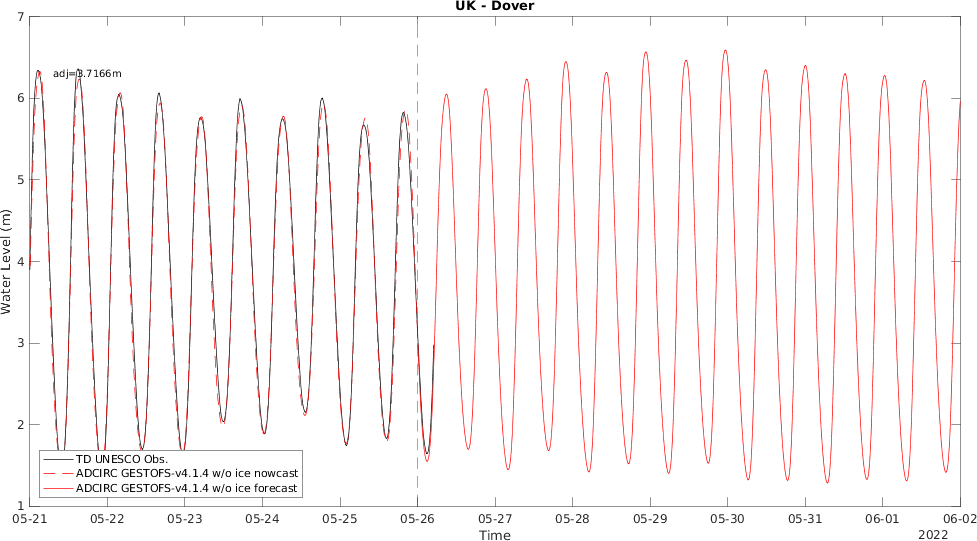 UK - Dover
adj=3.7166m
7
6
5
4
3
2
1
Water Level (m)
TD UNESCO Obs.
ADCIRC GESTOFS-v4.1.4 w/o ice nowcast
ADCIRC GESTOFS-v4.1.4 w/o ice forecast
05-21 05-22 05-23 05-24 05-25 05-26 05-27 05-28 05-29 05-30 05-31 06-01 06-02
Time
2022